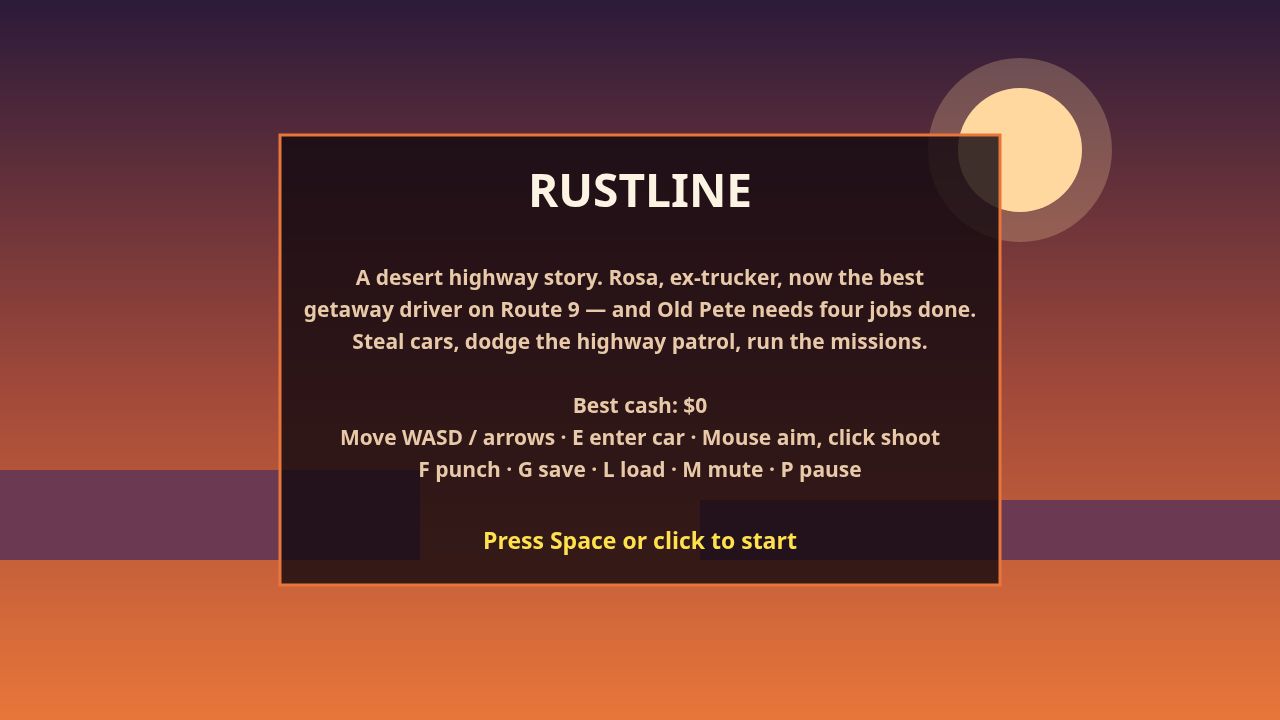 RUSTLINE
A desert highway story. Rosa, ex-trucker, now the best
getaway driver on Route 9 — and Old Pete needs four jobs done.
Steal cars, dodge the highway patrol, run the missions.
Best cash: $0
Move WASD / arrows · E enter car · Mouse aim, click shoot
F punch · G save · L load · M mute · P pause
Press Space or click to start